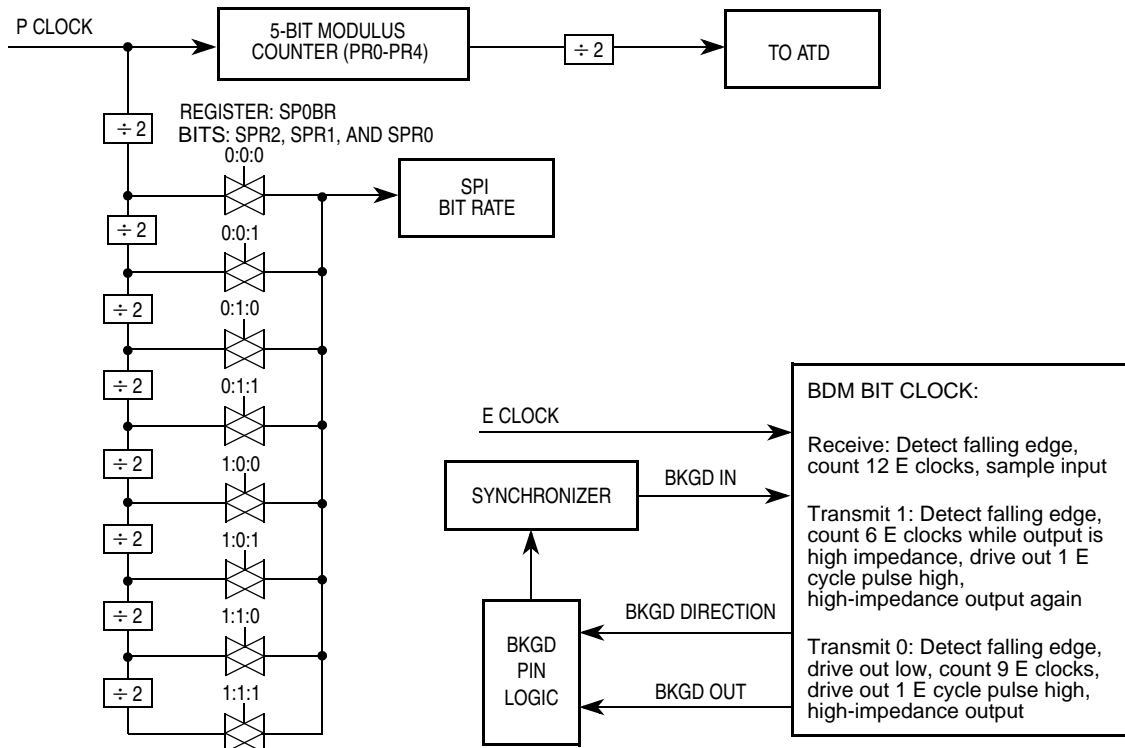 P CLOCK
5-BIT MODULUS
COUNTER (PR0-PR4)
÷ 2
TO ATD
÷ 2
REGISTER: SP0BR
BITS: SPR2, SPR1, AND SPR0
0:0:0
SPI
BIT RATE
÷ 2
0:0:1
÷ 2
0:1:0
÷ 2
0:1:1
÷ 2
1:0:0
÷ 2
1:0:1
÷ 2
1:1:0
÷ 2
1:1:1
E CLOCK
SYNCHRONIZER
BKGD IN
BKGD
PIN
LOGIC
BKGD DIRECTION
BKGD OUT
BDM BIT CLOCK:
Receive: Detect falling edge,
count 12 E clocks, sample input
Transmit 1: Detect falling edge,
count 6 E clocks while output is
high impedance, drive out 1 E
cycle pulse high,
high-impedance output again
Transmit 0: Detect falling edge,
drive out low, count 9 E clocks,
drive out 1 E cycle pulse high,
high-impedance output